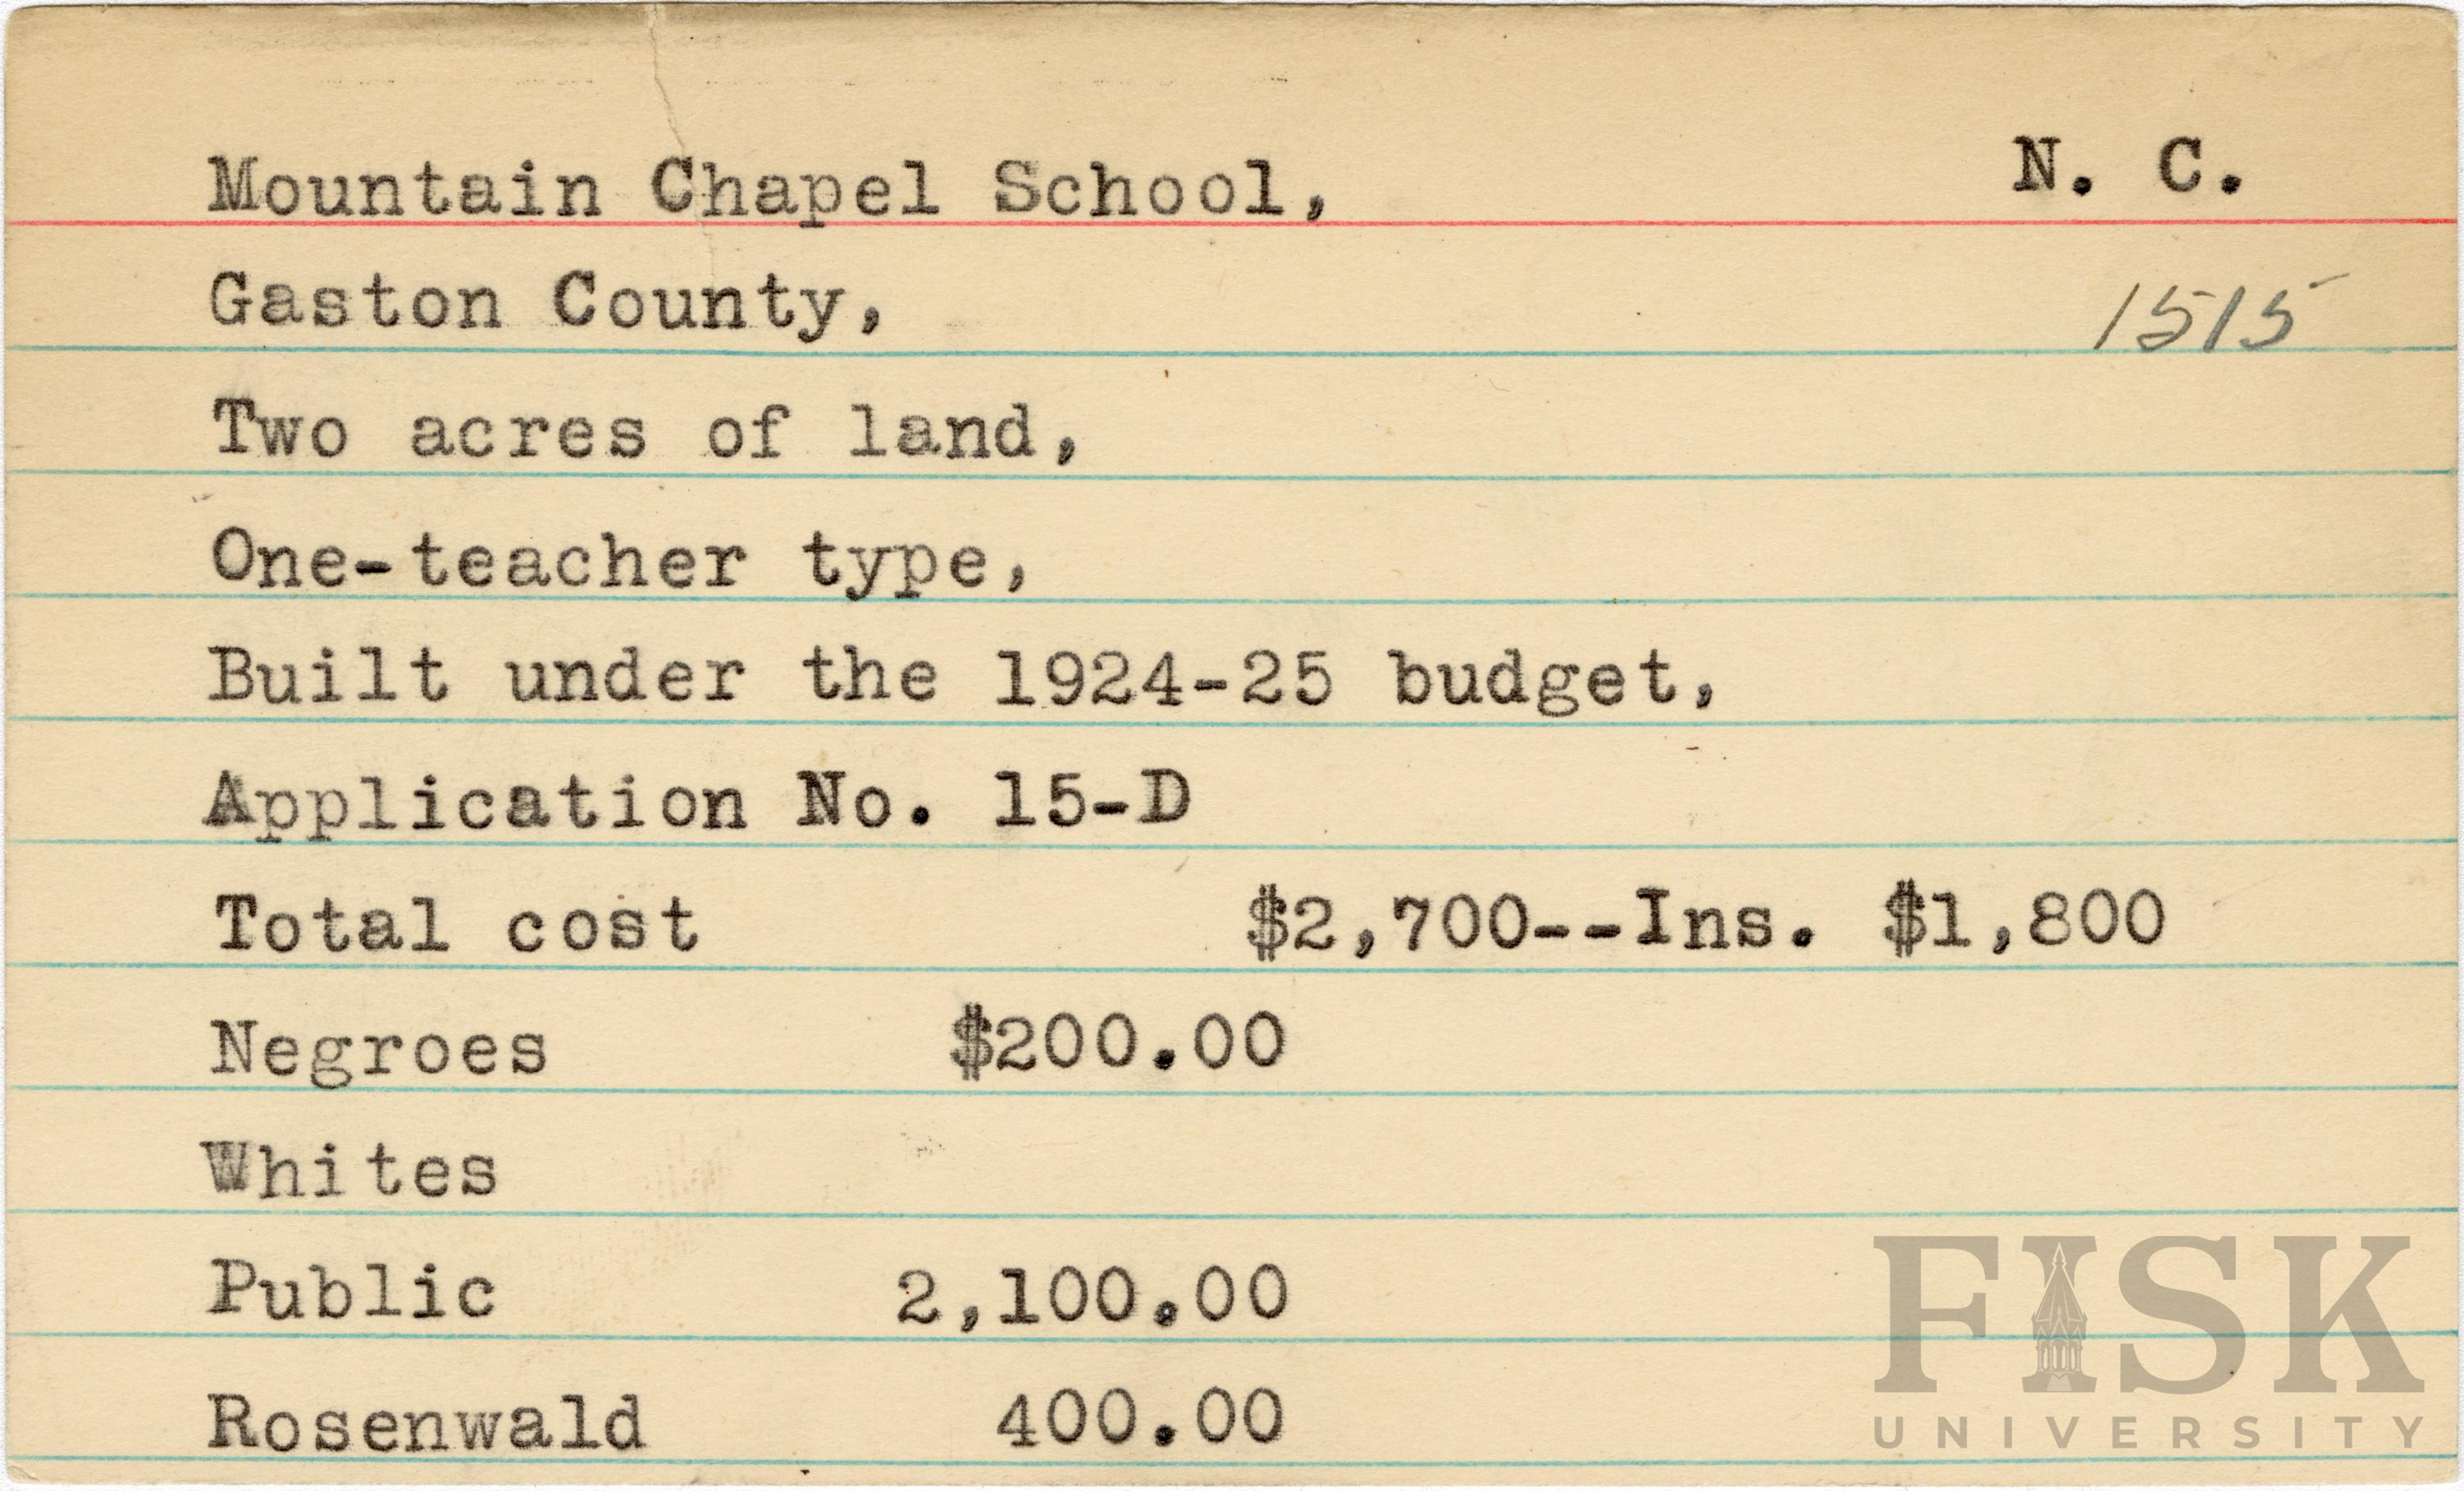 Mountain Chapel School, N. C.
Gaston County, 1515
Two acres of land,
One-teacher type,
Built under the 1924-25 budget,
Application No. 15-D
Total cost $2,700--Ins. $1,800
Negroes $200.00
Whites
Public 2,100.00
Rosenwald 400.00
FISK
UNIVERSITY